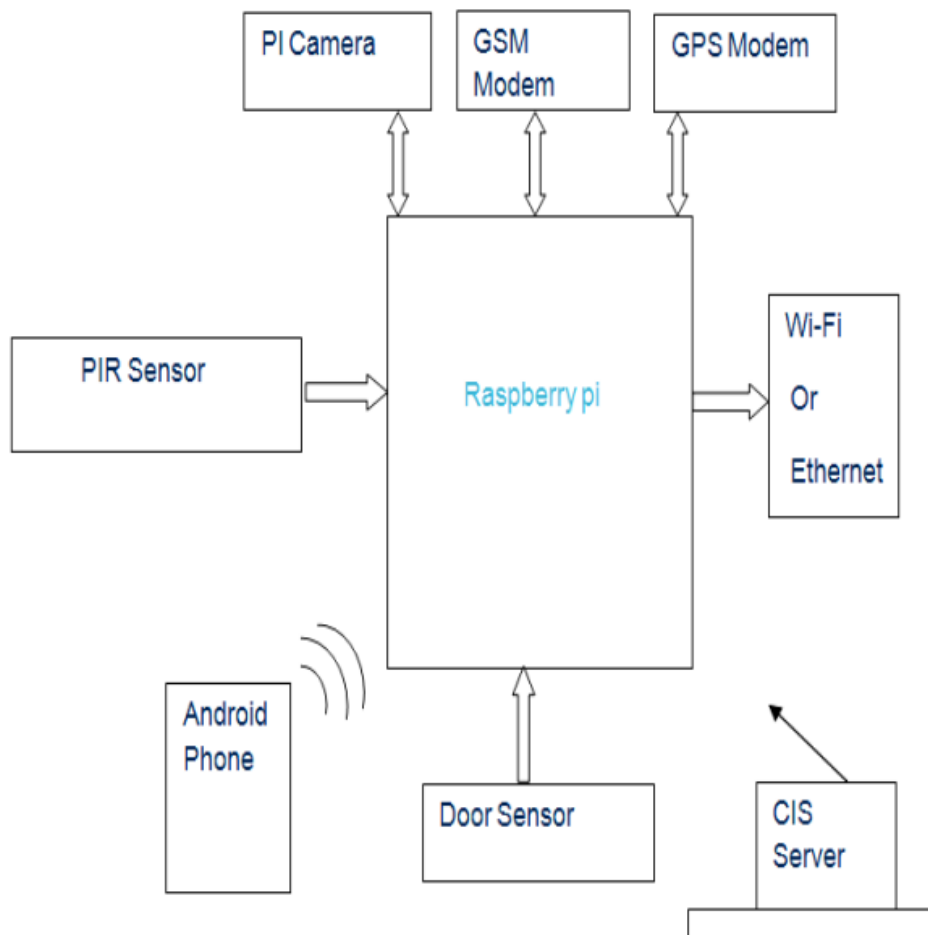 PI Camera
GSM
Modem
GPS Modem
PIR Sensor
Raspberry pi
Wi-Fi
Or
Ethernet
Android
Phone
Door Sensor
CIS
Server